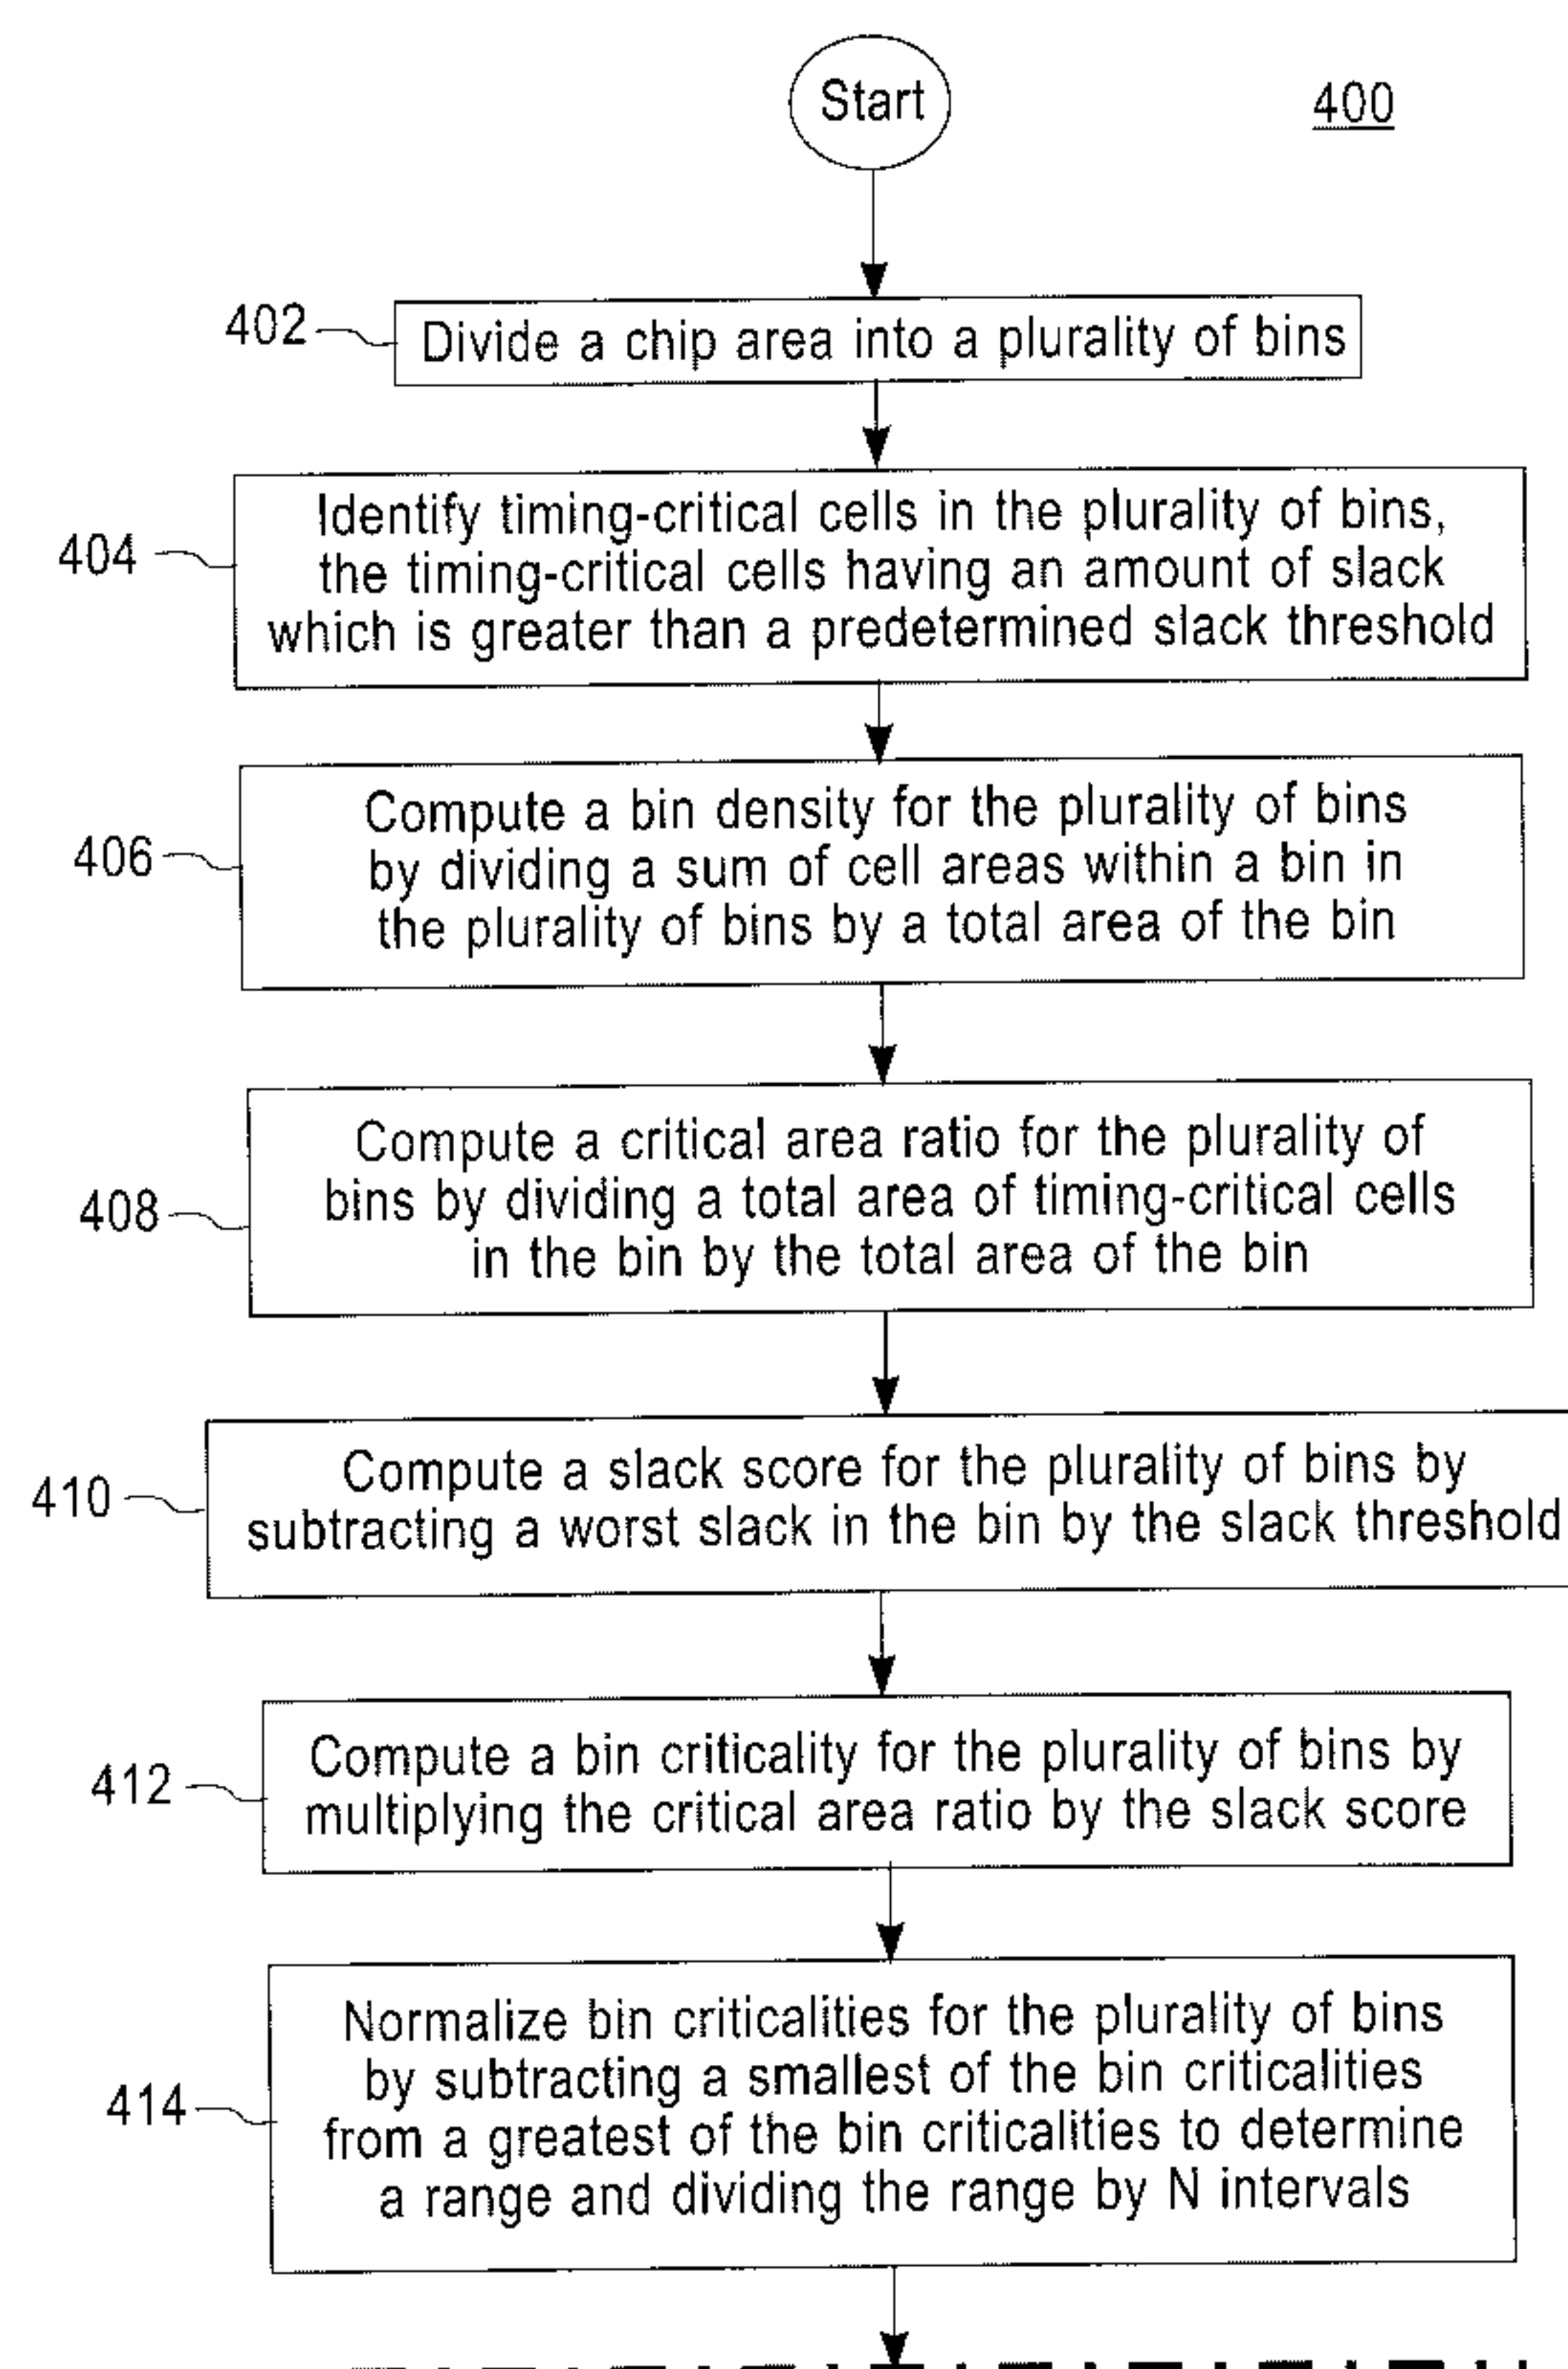 Start
400
402
Divide a chip area into a plurality of bins
404
Identify timing-critical cells in the plurality of bins,
the timing-critical cells having an amount of slack
which is greater than a predetermined slack threshold
406
Compute a bin density for the plurality of bins
by dividing a sum of cell areas within a bin in
the plurality of bins by a total area of the bin
408
Compute a critical area ratio for the plurality of
bins by dividing a total area of timing-critical cells
in the bin by the total area of the bin
410
Compute a slack score for the plurality of bins by
subtracting a worst slack in the bin by the slack threshold
412
Compute a bin criticality for the plurality of bins by
multiplying the critical area ratio by the slack score
414
Normalize bin criticalities for the plurality of bins
by subtracting a smallest of the bin criticalities
from a greatest of the bin criticalities to determine
a range and dividing the range by N intervals